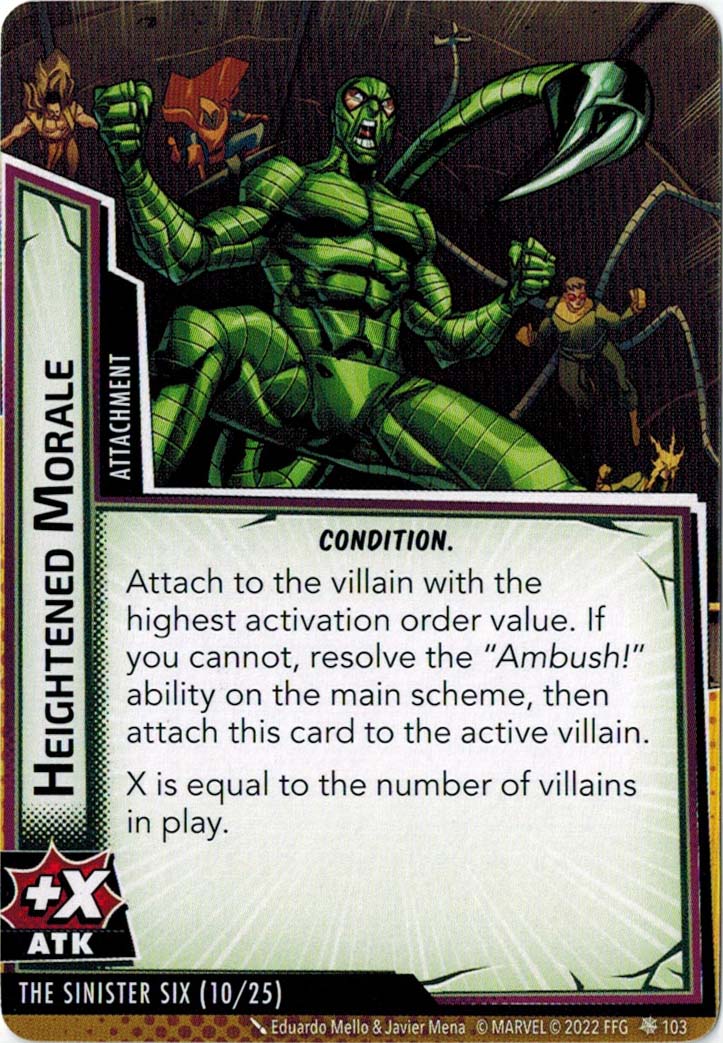 ATTACHMENT
HEIGHTENED MORALE
CONDITION.
Attach to the villain with the
highest activation order value. If
you cannot, resolve the “Ambush!”
ability on the main scheme, then
attach this card to the active villain.
X is equal to the number of villains
in play.
+X
ATK
THE SINISTER SIX (10/25)
Eduardo Mello & Javier Mena © MARVEL © 2022 FFG 103